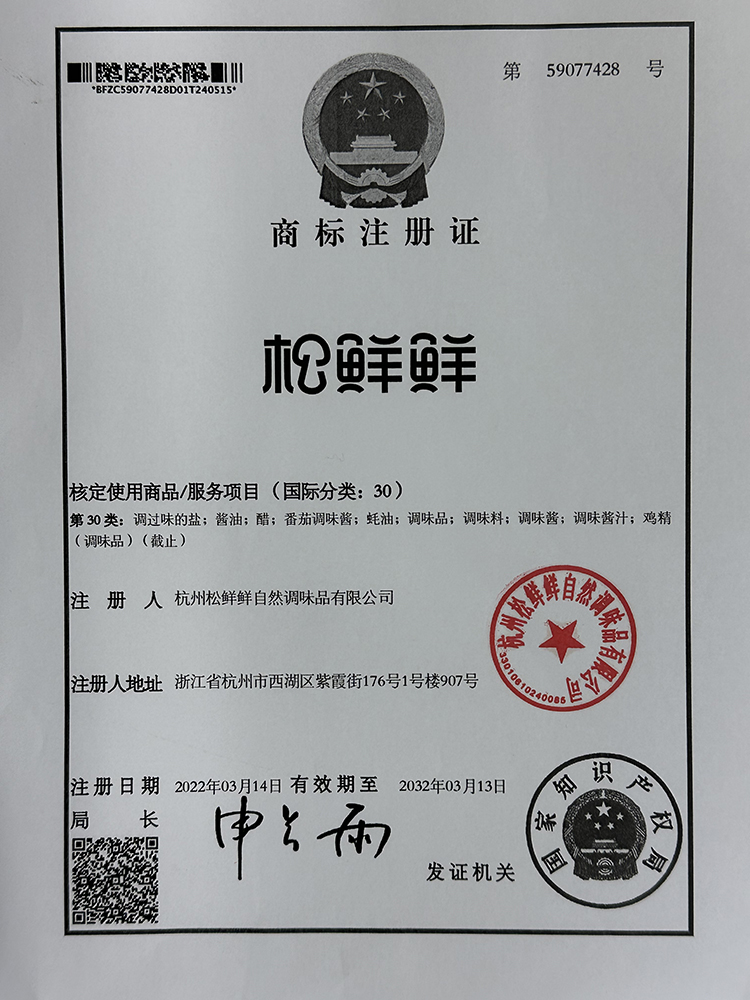 *BFZC59077428D01T240515*
第 59077428 号
商标注册证
松鲜鲜
核定使用商品/服务项目（国际分类：30）
第30类：调过味的盐；酱油；醋；番茄调味酱；蚝油；调味品；调味料；调味酱；调味酱汁；鸡精
（调味品）（截止）
注册人 杭州松鲜鲜自然调味品有限公司
杭州松鲜鲜自然调味品有限公司
33010610240085
注册人地址 浙江省杭州市西湖区紫霞街176号1号楼907号
注册日期 2022年03月14日 有效期至 2032年03月13日
局长 申长雨
发证机关
国家知识产权局